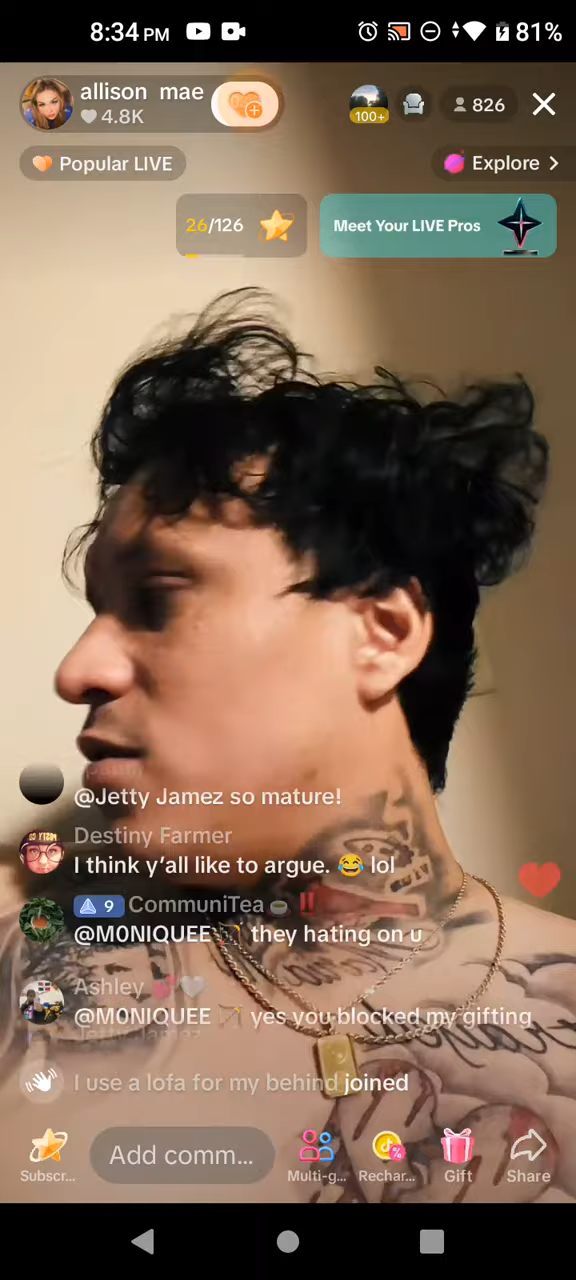 8:34 PM
81%
allison mae
4.8K
100+
826
Popular LIVE
Explore >
26/126
Meet Your LIVE Pros
@Jetty Jamez so mature!
Destiny Farmer
I think y'all like to argue. 😂 lol
9 CommuniTea ☕ ‼️
@M0NIQUEE 🏹 they hating on u
Ashley 💕🤍
@M0NIQUEE 🏹 yes you blocked my gifting
Jetty Jamez
I use a lofa for my behind joined
Subscr...
Add comm...
Multi-g...
Rechar...
Gift
Share